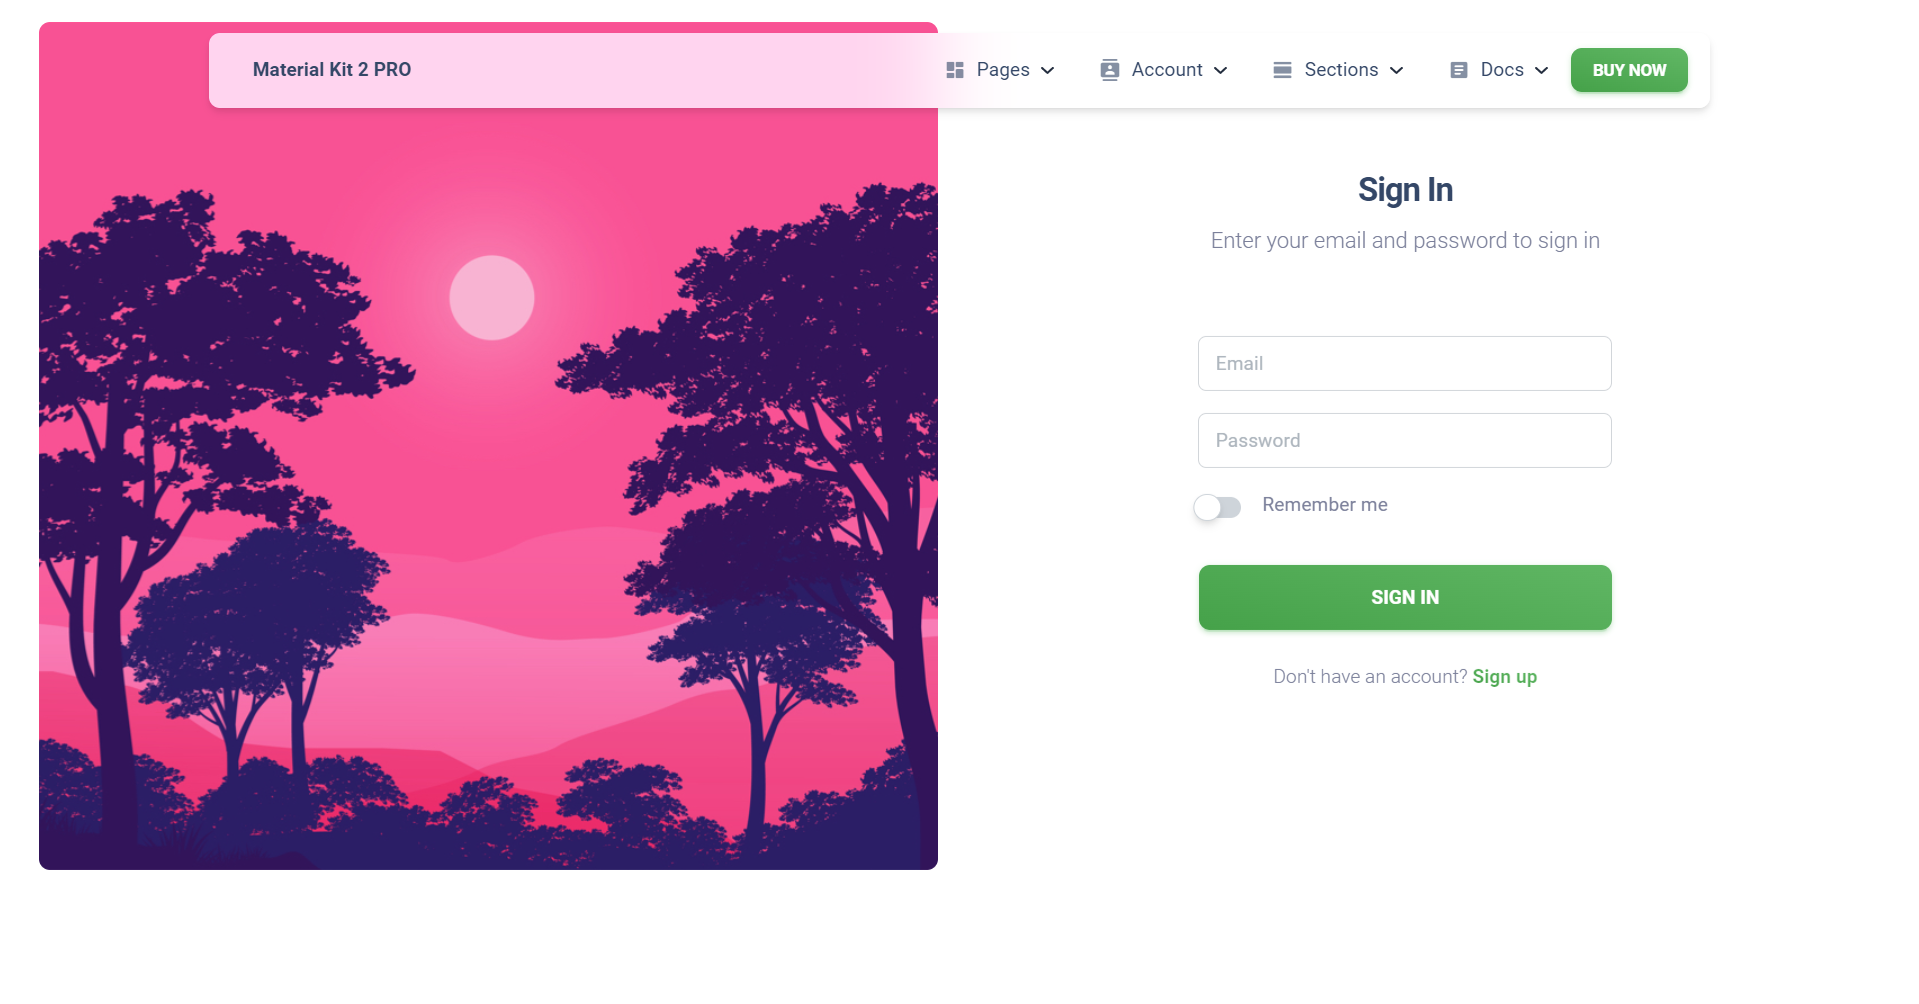 Material Kit 2 PRO
Pages
Account
Sections
Docs
BUY NOW
Sign In
Enter your email and password to sign in
Email
Password
Remember me
SIGN IN
Don't have an account? Sign up